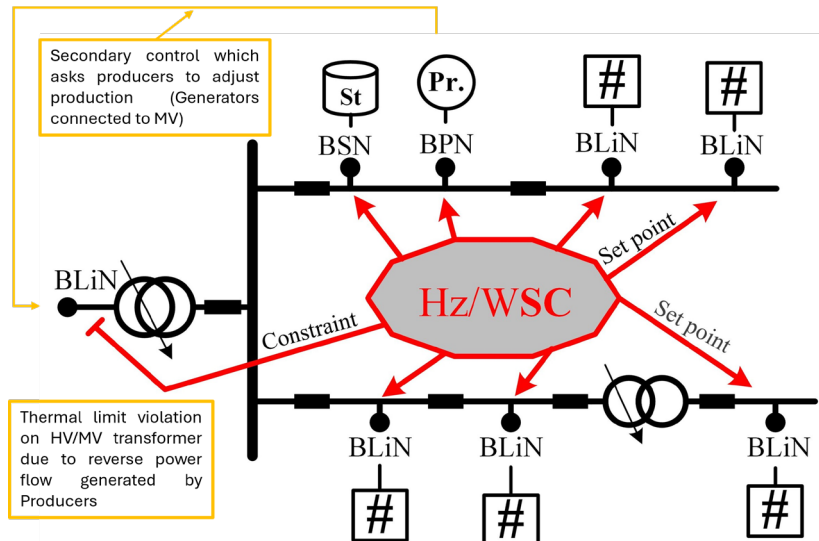 Secondary control which
asks producers to adjust
production (Generators
connected to MV)
St
Pr.
#
#
BSN
BPN
BLiN
BLiN
Set point
BLiN
Hz/WSC
Constraint
Set point
Thermal limit violation
on HV/MV transformer
due to reverse power
flow generated by
Producers
BLiN
BLiN
BLiN
#
#
#